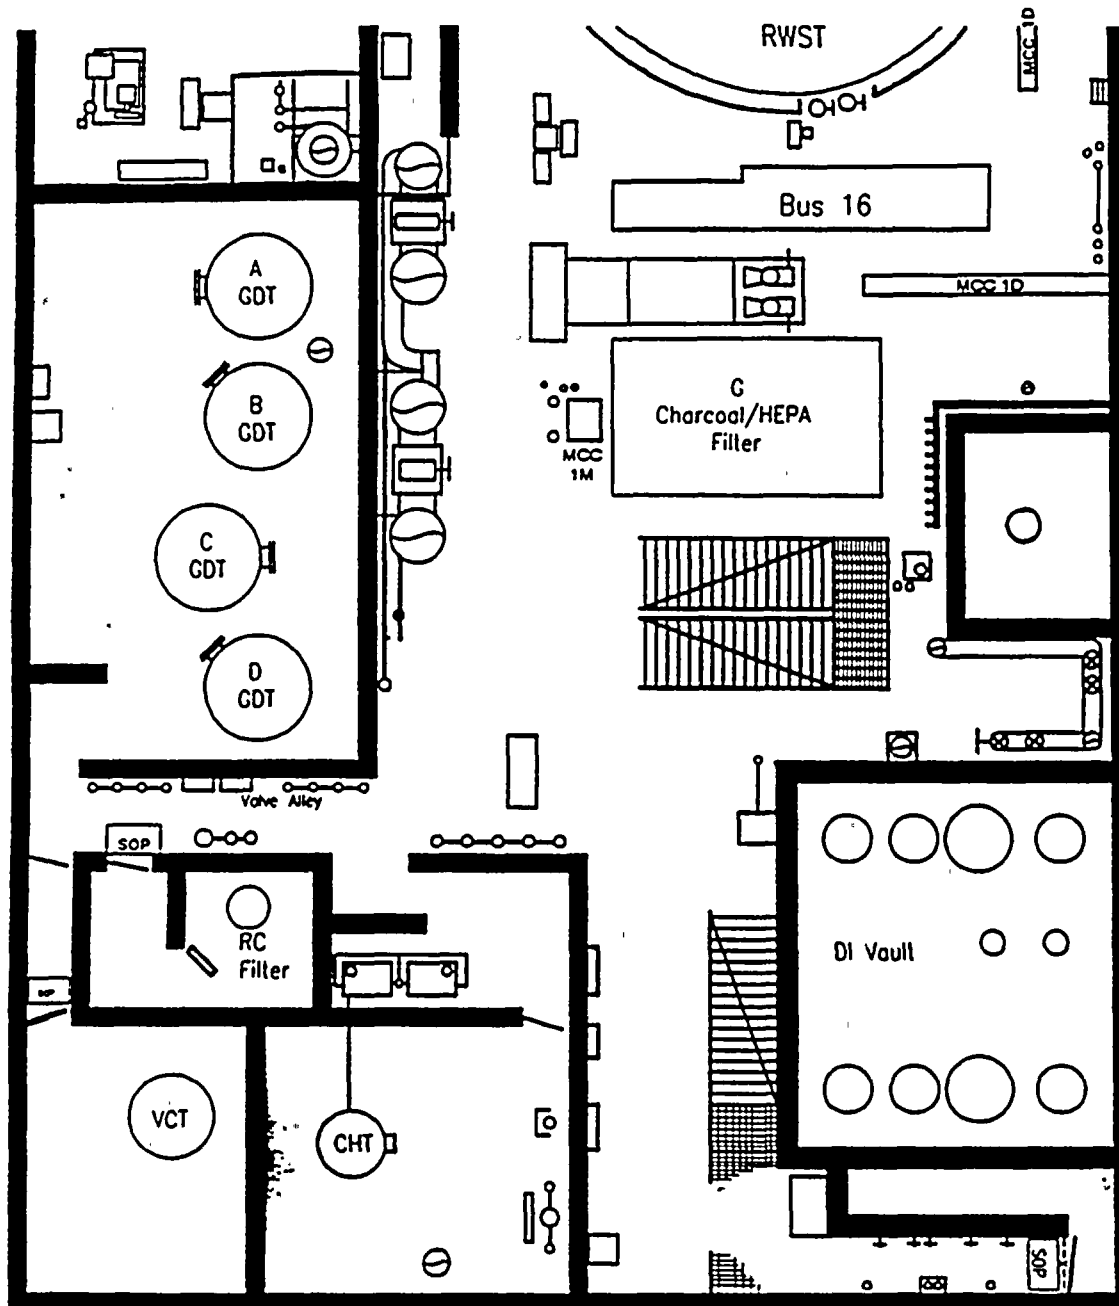 RWST
MCC 1D
Bus 16
A
GDT
MCC 1D
B
GDT
G
Charcoal/HEPA
Filter
MCC
1M
C
GDT
D
GDT
Valve Alley
SOP
RC
Filter
DI Vault
VCT
CHT
SOP